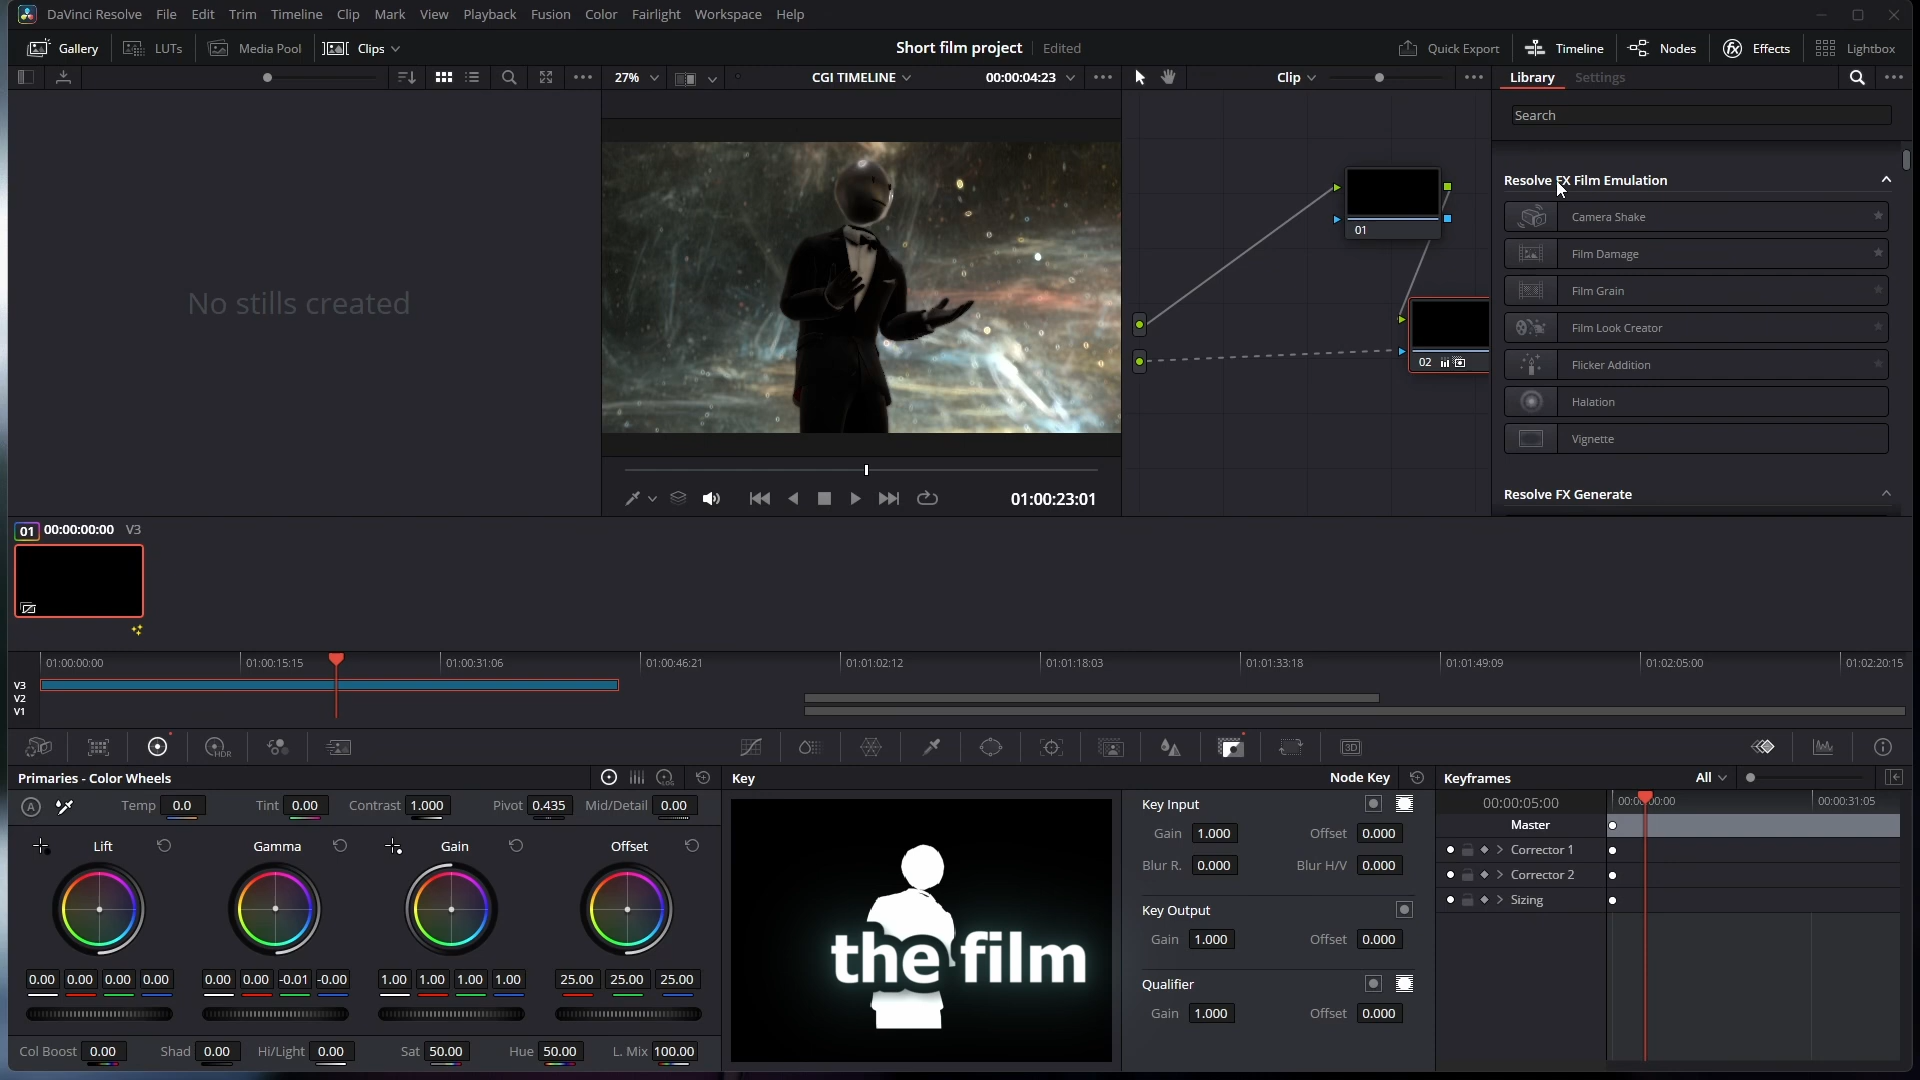 DaVinci Resolve File Edit Trim Timeline Clip Mark View Playback Fusion Color Fairlight Workspace Help
Gallery LUTs Media Pool Clips Short film project Edited Quick Export Timeline Nodes Effects Lightbox
27% CGI TIMELINE 00:00:04:23 Clip Library Settings
Search
No stills created
Resolve FX Film Emulation
Camera Shake
Film Damage
Film Grain
Film Look Creator
Flicker Addition
Halation
Vignette
Resolve FX Generate
01
02
01:00:23:01
01 00:00:00:00 V3
01:00:00:00 01:00:15:15 01:00:31:06 01:00:46:21 01:01:02:12 01:01:18:03 01:01:33:18 01:01:49:09 01:02:05:00 01:02:20:15
V3
V2
V1
HDR
3D
Primaries - Color Wheels LOG
A Temp 0.0 Tint 0.00 Contrast 1.000 Pivot 0.435 Mid/Detail 0.00
Lift Gamma Gain Offset
0.00 0.00 0.00 0.00 0.00 0.00 -0.01 -0.00 1.00 1.00 1.00 1.00 25.00 25.00 25.00
Col Boost 0.00 Shad 0.00 Hi/Light 0.00 Sat 50.00 Hue 50.00 L. Mix 100.00
Key Node Key
the film
Key Input
Gain 1.000 Offset 0.000
Blur R. 0.000 Blur H/V 0.000
Key Output
Gain 1.000 Offset 0.000
Qualifier
Gain 1.000 Offset 0.000
Keyframes All
00:00:05:00 00:00:00:00 00:00:31:05
Master
Corrector 1
Corrector 2
Sizing